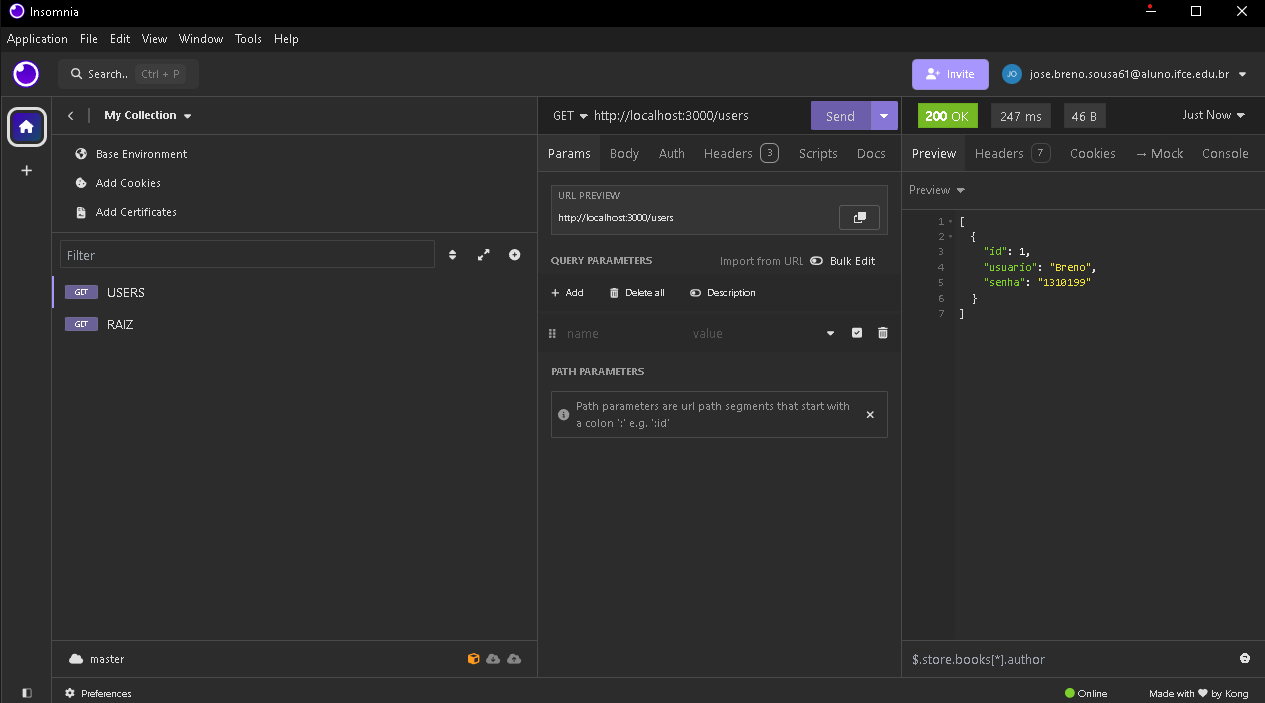 Insomnia
Application File Edit View Window Tools Help
Search.. Ctrl + P
Invite
JO jose.breno.sousa61@aluno.ifce.edu.br
My Collection
Base Environment
Add Cookies
Add Certificates
Filter
GET USERS
GET RAIZ
master
Preferences
GET http://localhost:3000/users Send
Params Body Auth Headers 3 Scripts Docs
URL PREVIEW
http://localhost:3000/users
QUERY PARAMETERS Import from URL Bulk Edit
Add Delete all Description
name value
PATH PARAMETERS
Path parameters are url path segments that start with
a colon ':' e.g. ':id'
200 OK 247 ms 46 B Just Now
Preview Headers 7 Cookies → Mock Console
Preview
1 [
2 {
3 "id": 1,
4 "usuario": "Breno",
5 "senha": "1310199"
6 }
7 ]
$.store.books[*].author
Online Made with ♥ by Kong